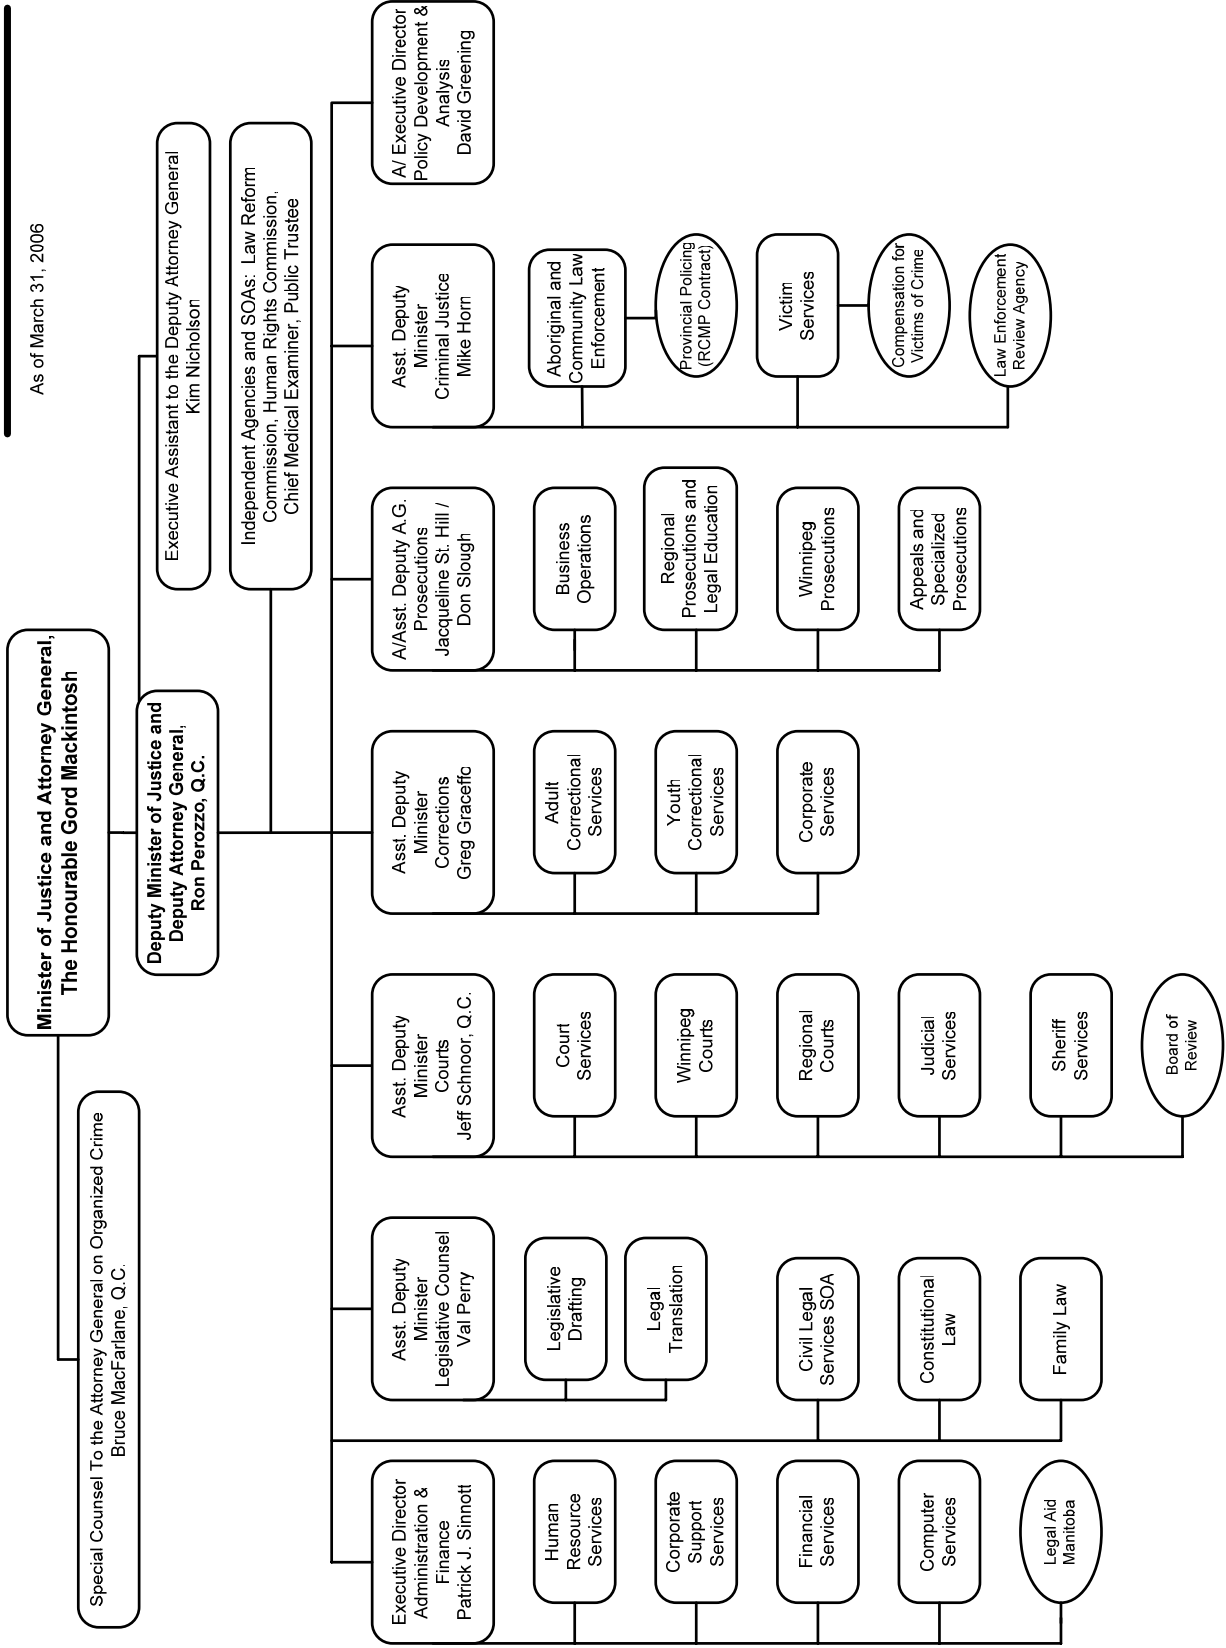 As of March 31, 2006
Minister of Justice and Attorney General,
The Honourable Gord Mackintosh
Special Counsel To the Attorney General on Organized Crime
Bruce MacFarlane, Q.C.
Deputy Minister of Justice and
Deputy Attorney General,
Ron Perozzo, Q.C.
Executive Assistant to the Deputy Attorney General
Kim Nicholson
Independent Agencies and SOAs: Law Reform
Commission, Human Rights Commission,
Chief Medical Examiner, Public Trustee
Executive Director
Administration &
Finance
Patrick J. Sinnott
Human
Resource
Services
Corporate
Support
Services
Financial
Services
Computer
Services
Legal Aid
Manitoba
Asst. Deputy
Minister
Legislative Counsel
Val Perry
Legislative
Drafting
Legal
Translation
Civil Legal
Services SOA
Constitutional
Law
Family Law
Asst. Deputy
Minister
Courts
Jeff Schnoor, Q.C.
Court
Services
Winnipeg
Courts
Regional
Courts
Judicial
Services
Sheriff
Services
Board of
Review
Asst. Deputy
Minister
Corrections
Greg Graceffo
Adult
Correctional
Services
Youth
Correctional
Services
Corporate
Services
A/Asst. Deputy A.G.
Prosecutions
Jacqueline St. Hill /
Don Slough
Business
Operations
Regional
Prosecutions and
Legal Education
Winnipeg
Prosecutions
Appeals and
Specialized
Prosecutions
Asst. Deputy
Minister
Criminal Justice
Mike Horn
Aboriginal and
Community Law
Enforcement
Provincial Policing
(RCMP Contract)
Victim
Services
Compensation for
Victims of Crime
Law Enforcement
Review Agency
A/ Executive Director
Policy Development &
Analysis
David Greening